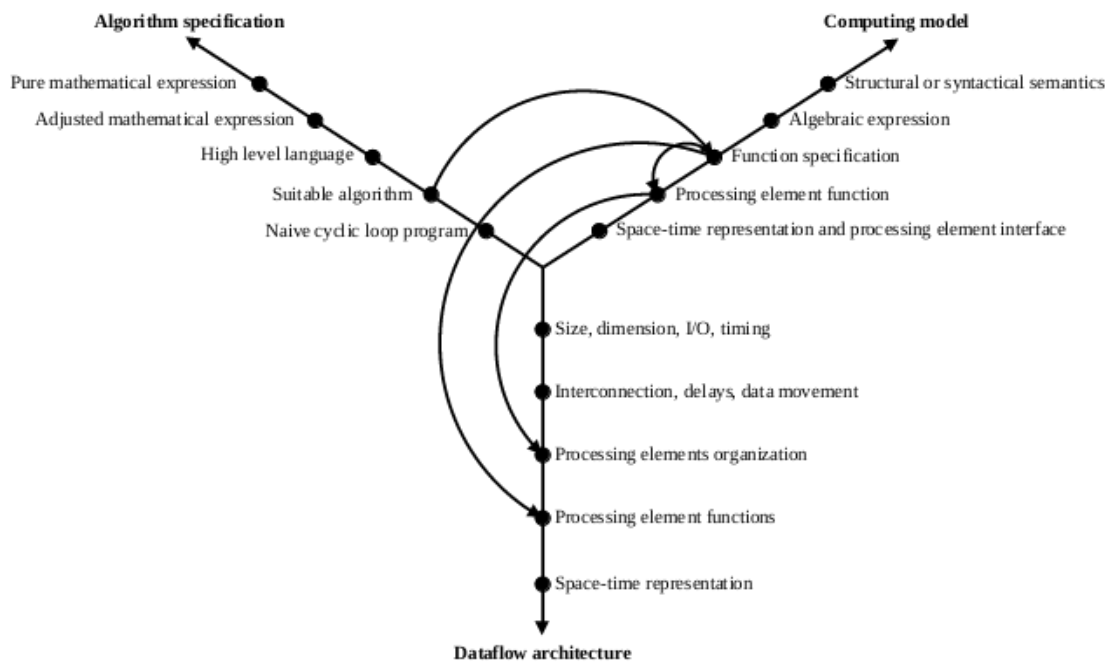 Algorithm specification
Computing model
Pure mathematical expression
Structural or syntactical semantics
Adjusted mathematical expression
Algebraic expression
High level language
Function specification
Suitable algorithm
Processing element function
Naive cyclic loop program
Space-time representation and processing element interface
Size, dimension, I/O, timing
Interconnection, delays, data movement
Processing elements organization
Processing element functions
Space-time representation
Dataflow architecture